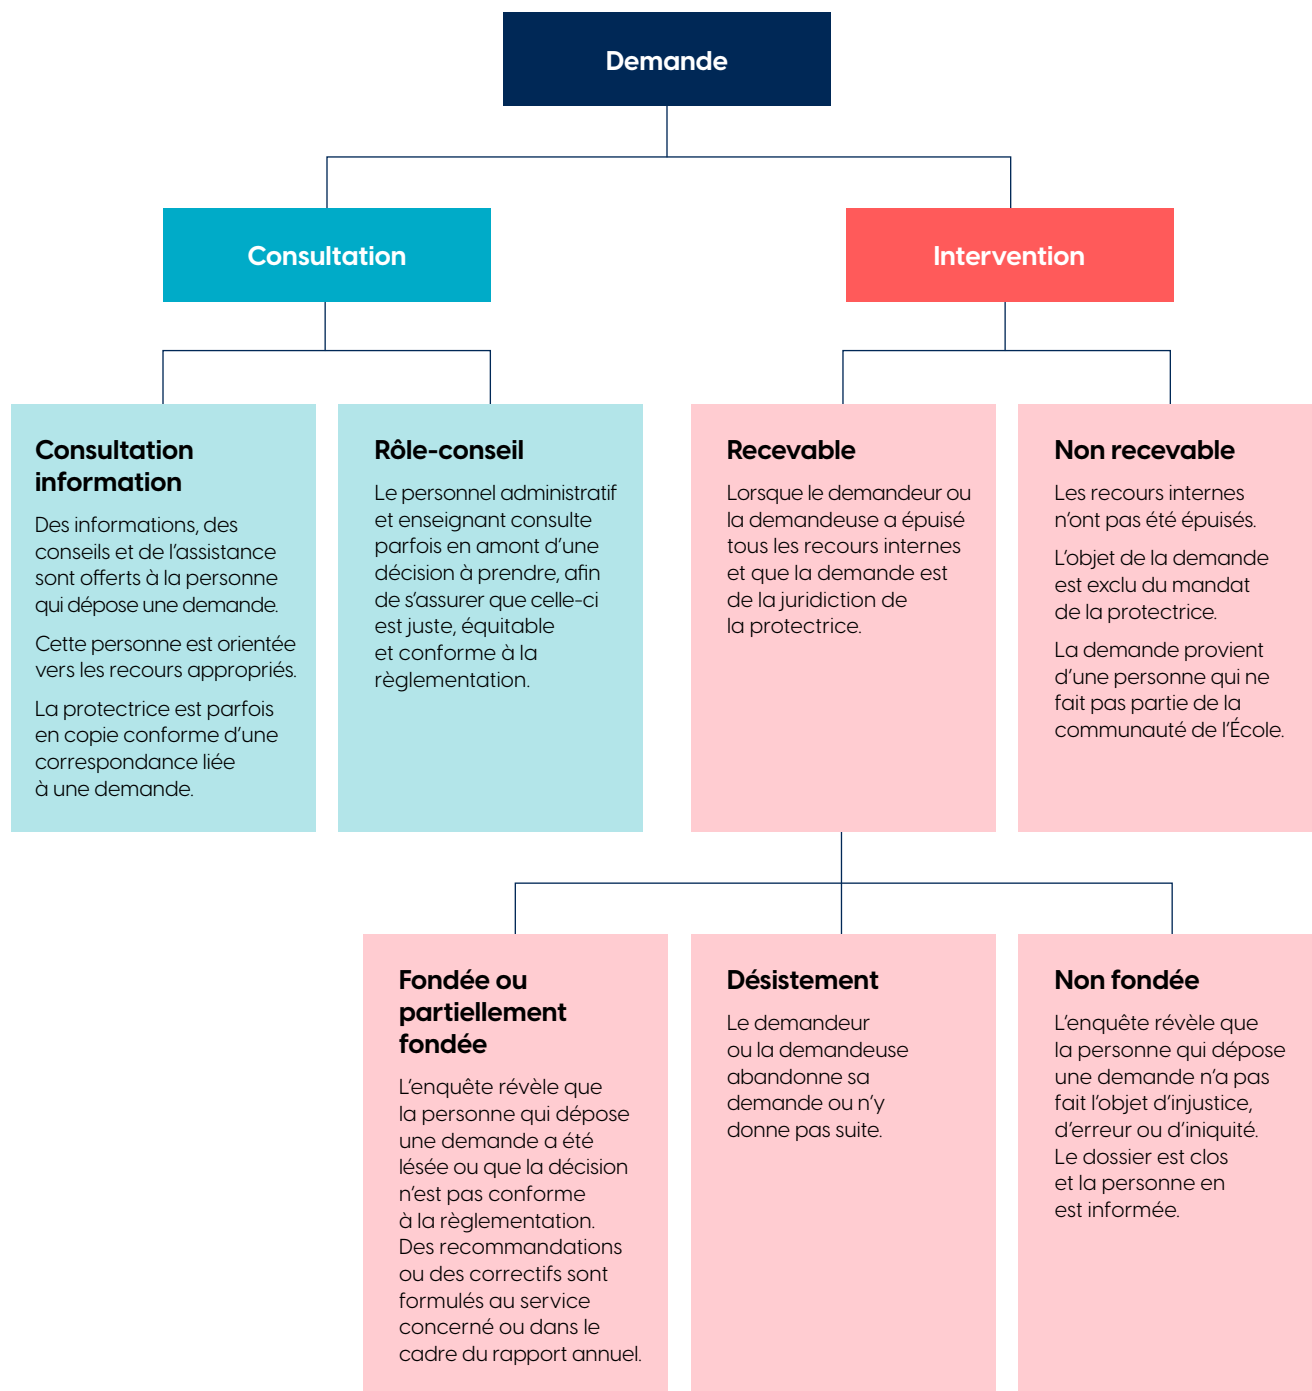 Demande
Consultation
Intervention
Consultation
information
Des informations, des
conseils et de l’assistance
sont offerts à la personne
qui dépose une demande.
Cette personne est orientée
vers les recours appropriés.
La protectrice est parfois
en copie conforme d’une
correspondance liée
à une demande.
Rôle-conseil
Le personnel administratif
et enseignant consulte
parfois en amont d’une
décision à prendre, afin
de s’assurer que celle-ci
est juste, équitable
et conforme à la
règlementation.
Recevable
Lorsque le demandeur ou
la demandeuse a épuisé
tous les recours internes
et que la demande est
de la juridiction de
la protectrice.
Non recevable
Les recours internes
n’ont pas été épuisés.
L’objet de la demande
est exclu du mandat
de la protectrice.
La demande provient
d’une personne qui ne
fait pas partie de la
communauté de l’École.
Fondée ou
partiellement
fondée
L’enquête révèle que
la personne qui dépose
une demande a été
lésée ou que la décision
n’est pas conforme
à la règlementation.
Des recommandations
ou des correctifs sont
formulés au service
concerné ou dans le
cadre du rapport annuel.
Désistement
Le demandeur
ou la demandeuse
abandonne sa
demande ou n’y
donne pas suite.
Non fondée
L’enquête révèle que
la personne qui dépose
une demande n’a pas
fait l’objet d’injustice,
d’erreur ou d’iniquité.
Le dossier est clos
et la personne en
est informée.